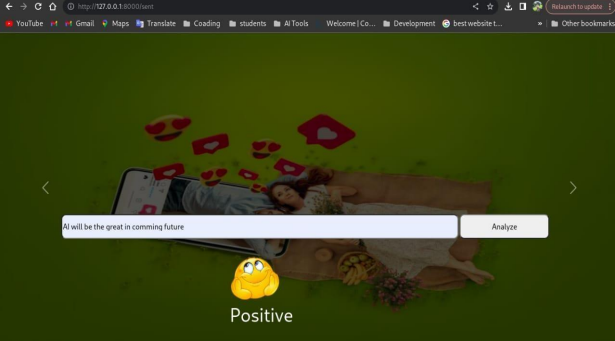 http://127.0.0.1:8000/sent
Relaunch to update
YouTube Gmail Maps Translate Coading students AI Tools Welcome | Co... Development best website t... » Other bookmarks
AI will be the great in comming future Analyze
Positive